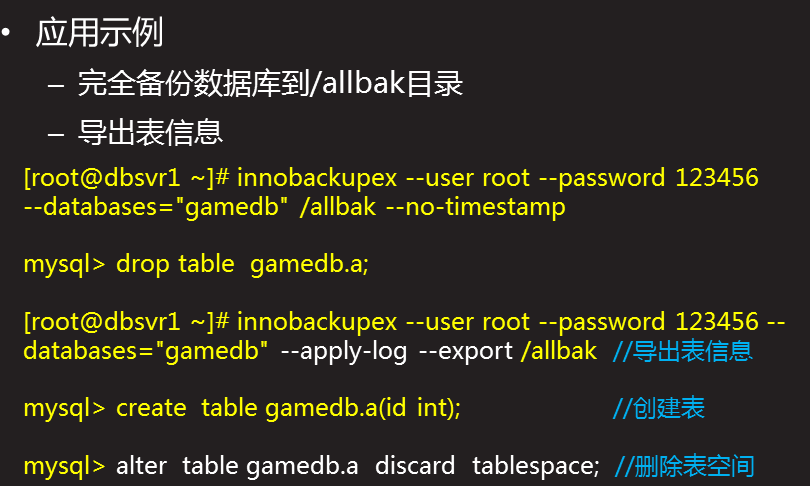 • 应用示例
– 完全备份数据库到/allbak目录
– 导出表信息
[root@dbsvr1 ~]# innobackupex --user root --password 123456
--databases="gamedb" /allbak --no-timestamp
mysql> drop table gamedb.a;
[root@dbsvr1 ~]# innobackupex --user root --password 123456 --
databases="gamedb" --apply-log --export /allbak //导出表信息
mysql> create table gamedb.a(id int); //创建表
mysql> alter table gamedb.a discard tablespace; //删除表空间